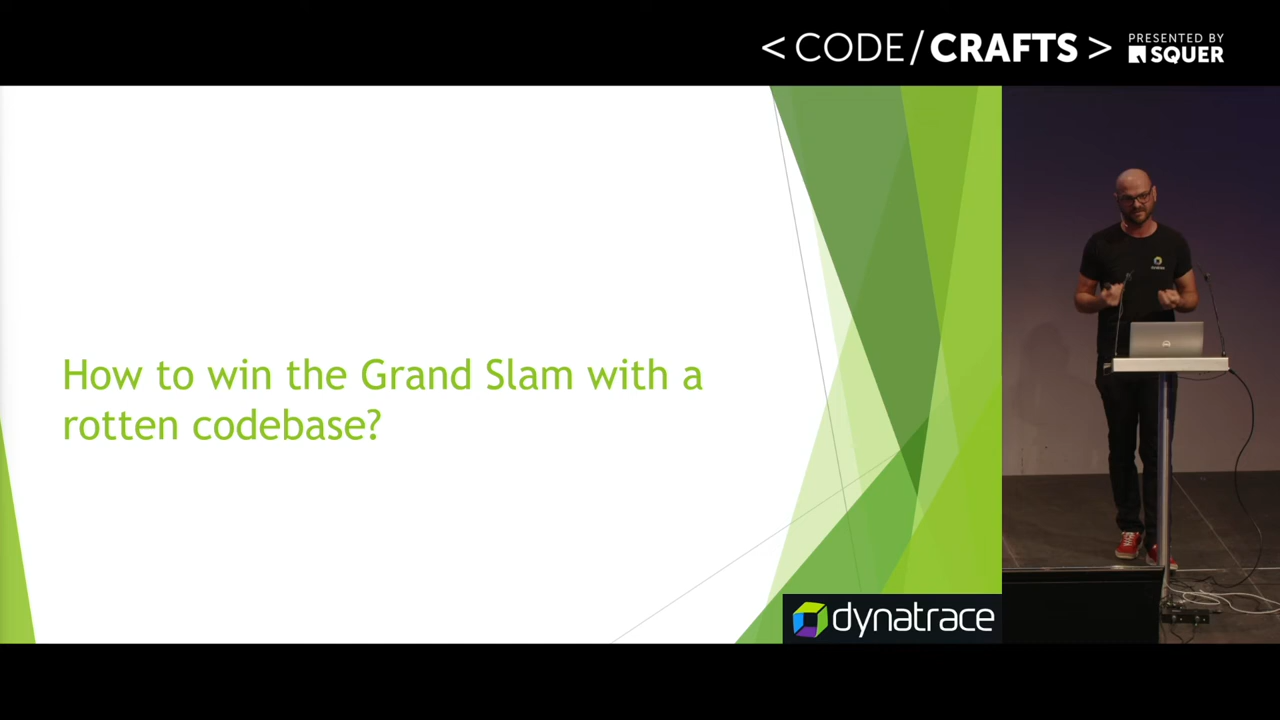 <CODE/CRAFTS>
PRESENTED BY
SQUER
How to win the Grand Slam with a
rotten codebase?
dynatrace